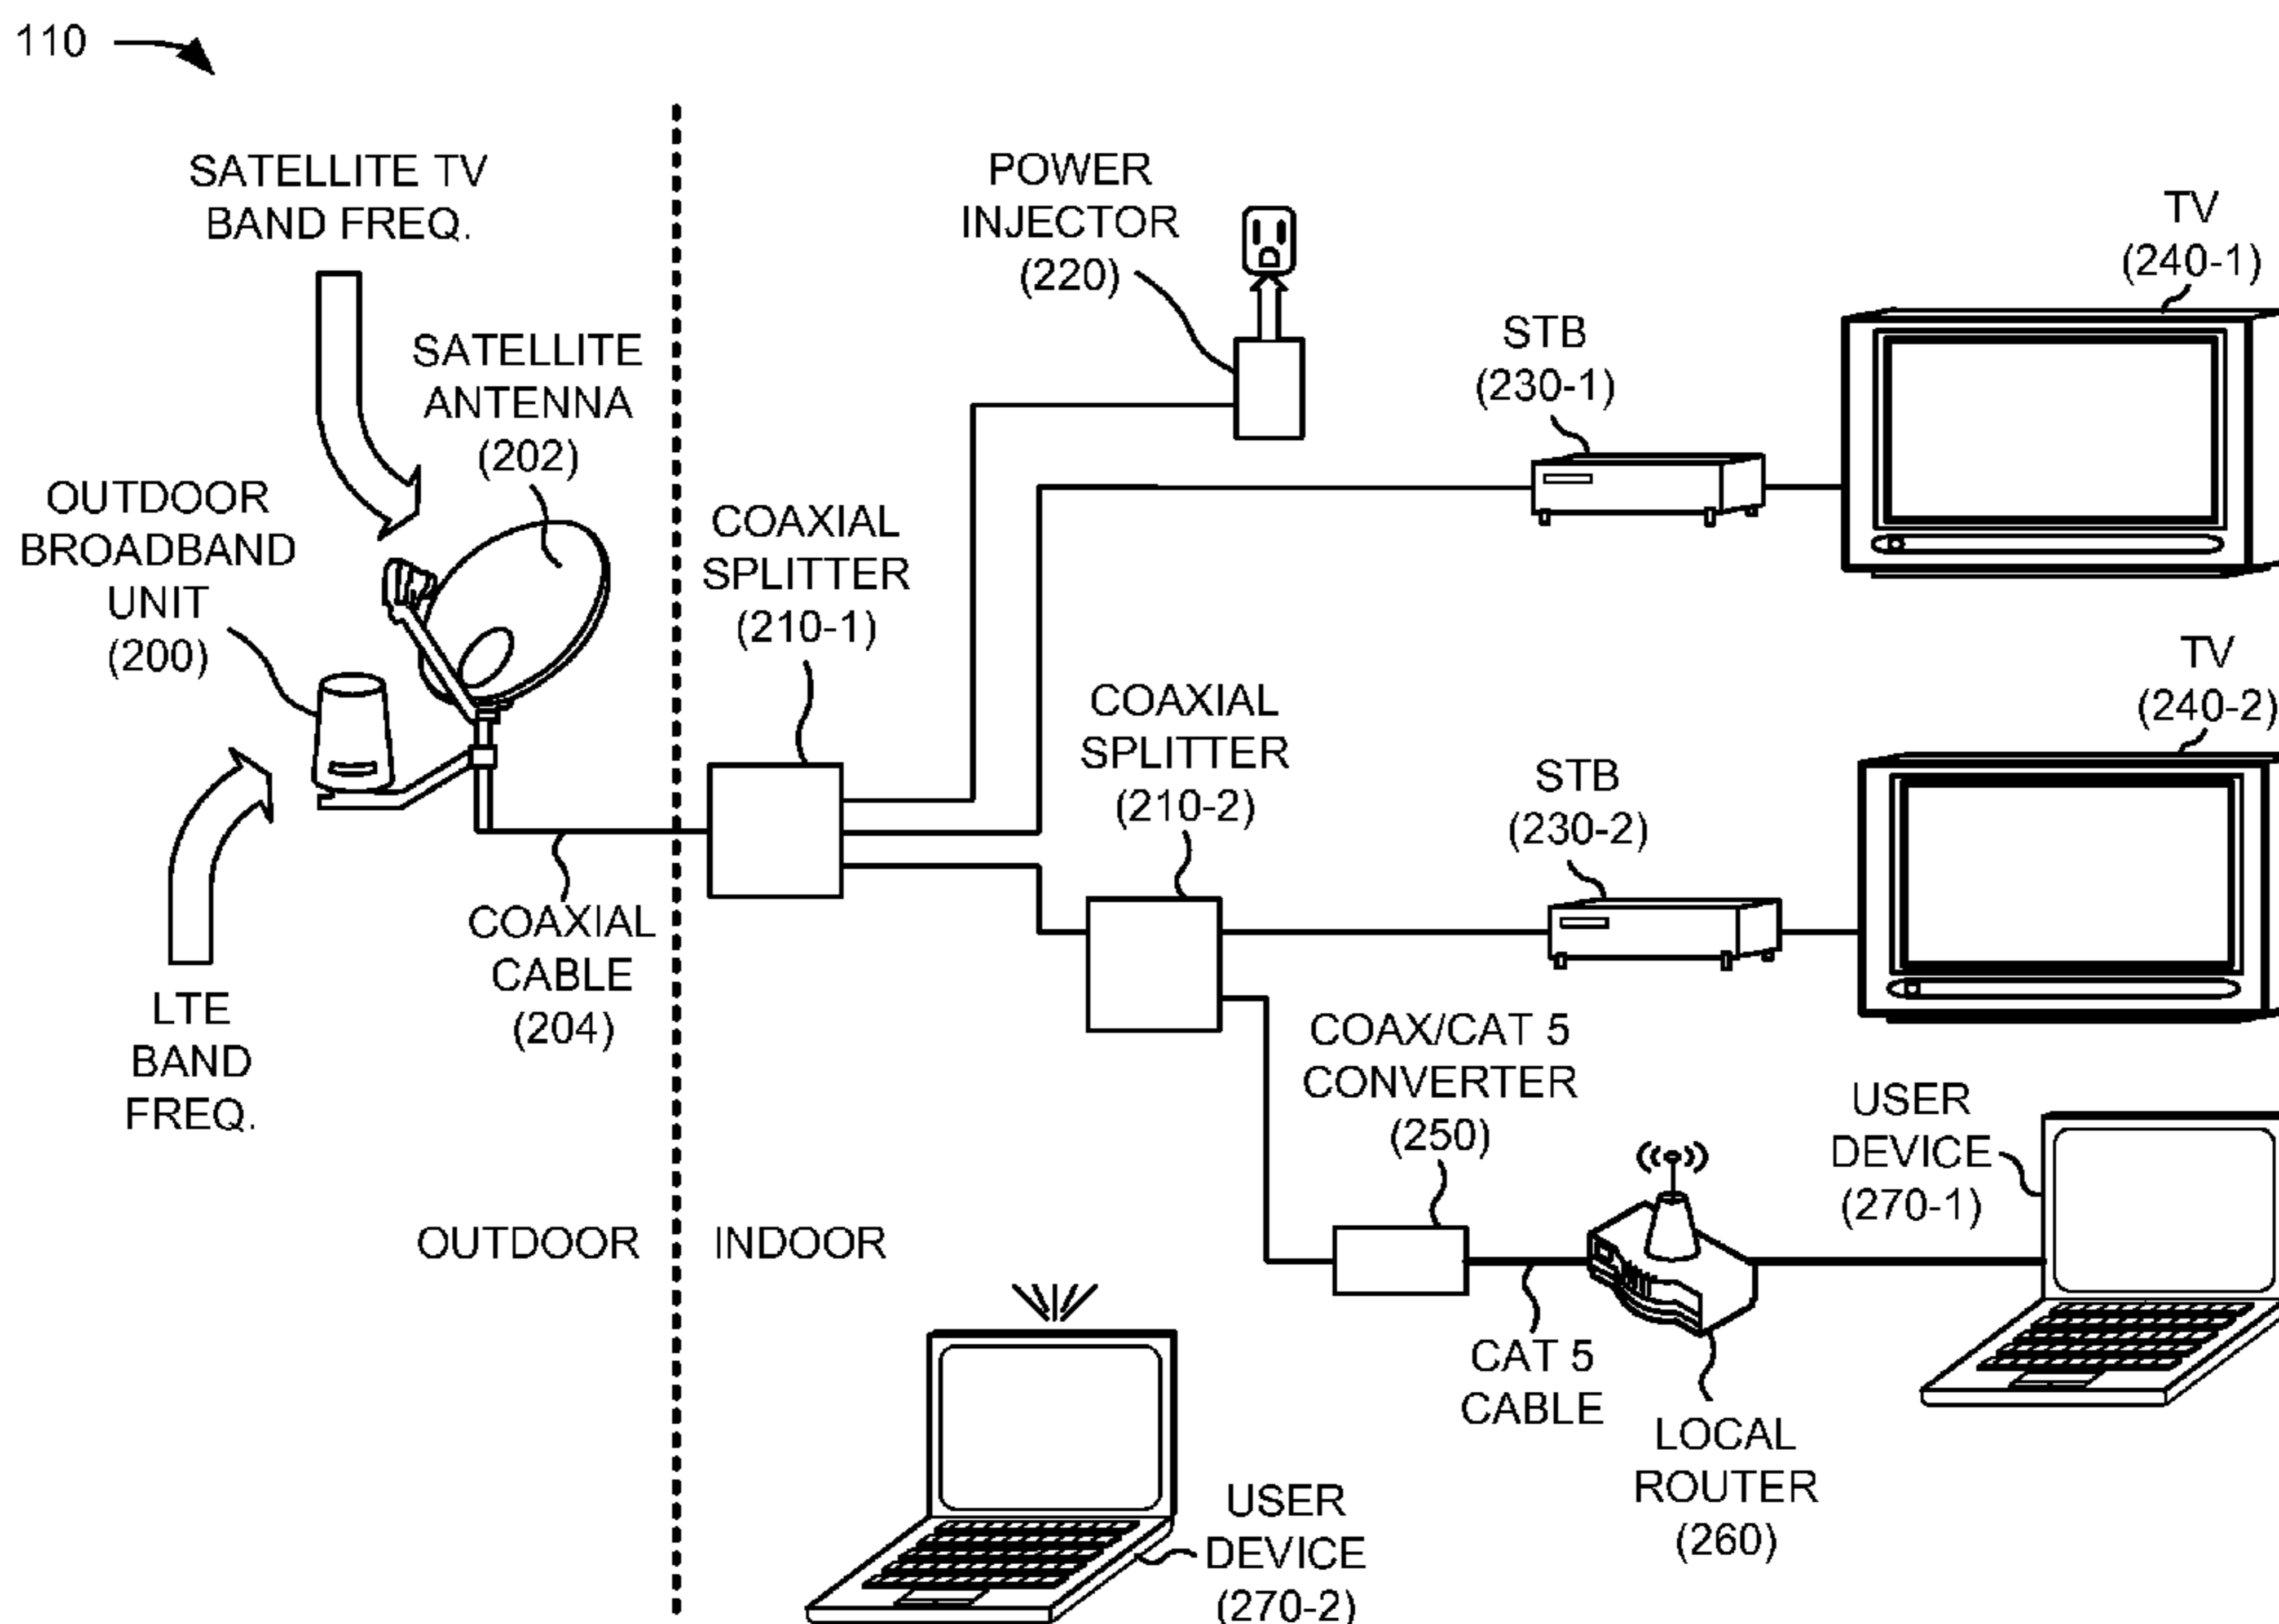 110
SATELLITE TV
BAND FREQ.
SATELLITE
ANTENNA
(202)
OUTDOOR
BROADBAND
UNIT
(200)
LTE
BAND
FREQ.
COAXIAL
CABLE
(204)
OUTDOOR
INDOOR
COAXIAL
SPLITTER
(210-1)
POWER
INJECTOR
(220)
STB
(230-1)
TV
(240-1)
COAXIAL
SPLITTER
(210-2)
STB
(230-2)
TV
(240-2)
COAX/CAT 5
CONVERTER
(250)
USER
DEVICE
(270-1)
CAT 5
CABLE
LOCAL
ROUTER
(260)
USER
DEVICE
(270-2)